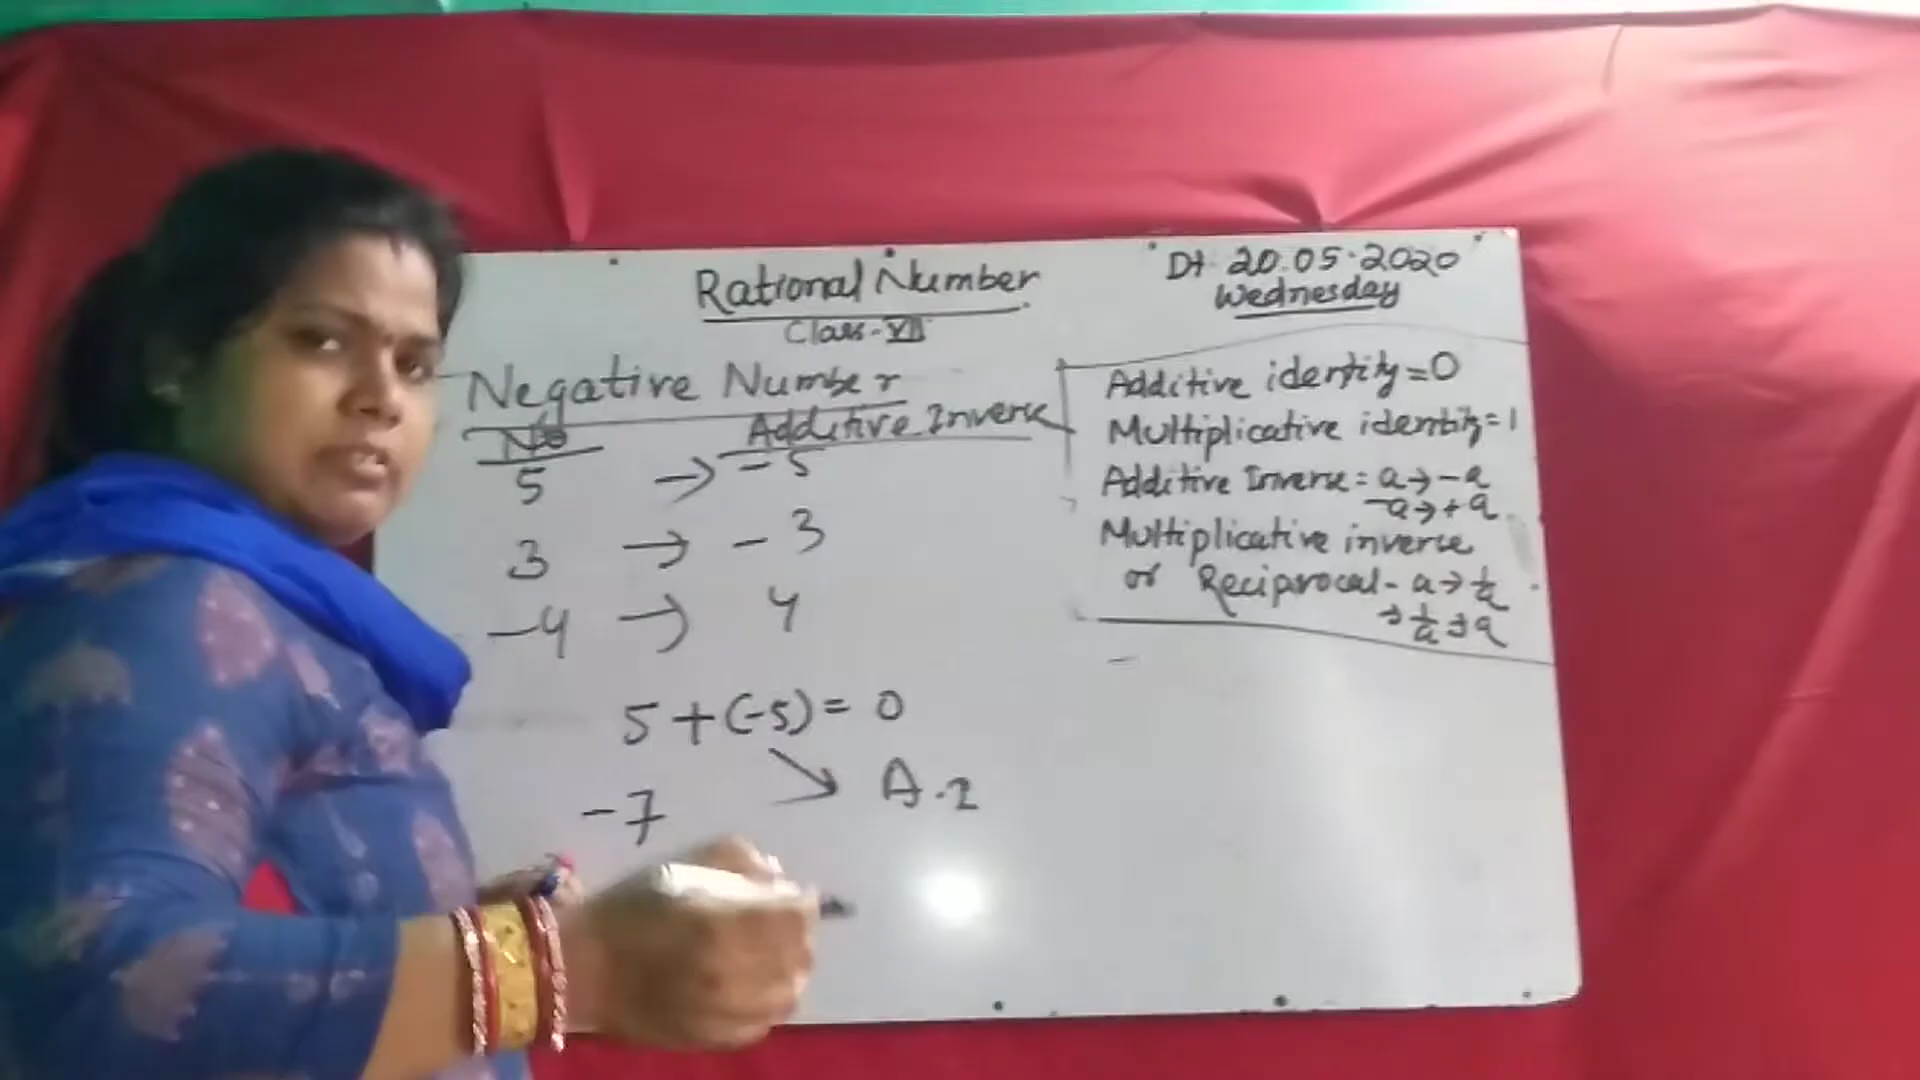 Rational Number
Class-VII
Dt. 20.05.2020
Wednesday
Negative Number
No Additive Inverse
5 → -5
3 → -3
-4 → 4
5+(-5)= 0
→ A.I
-7
Additive identity=0
Multiplicative identity=1
Additive Inverse= a→-a
-a→+a
Multiplicative inverse
or Reciprocal- a→1/a
→ 1/a→a